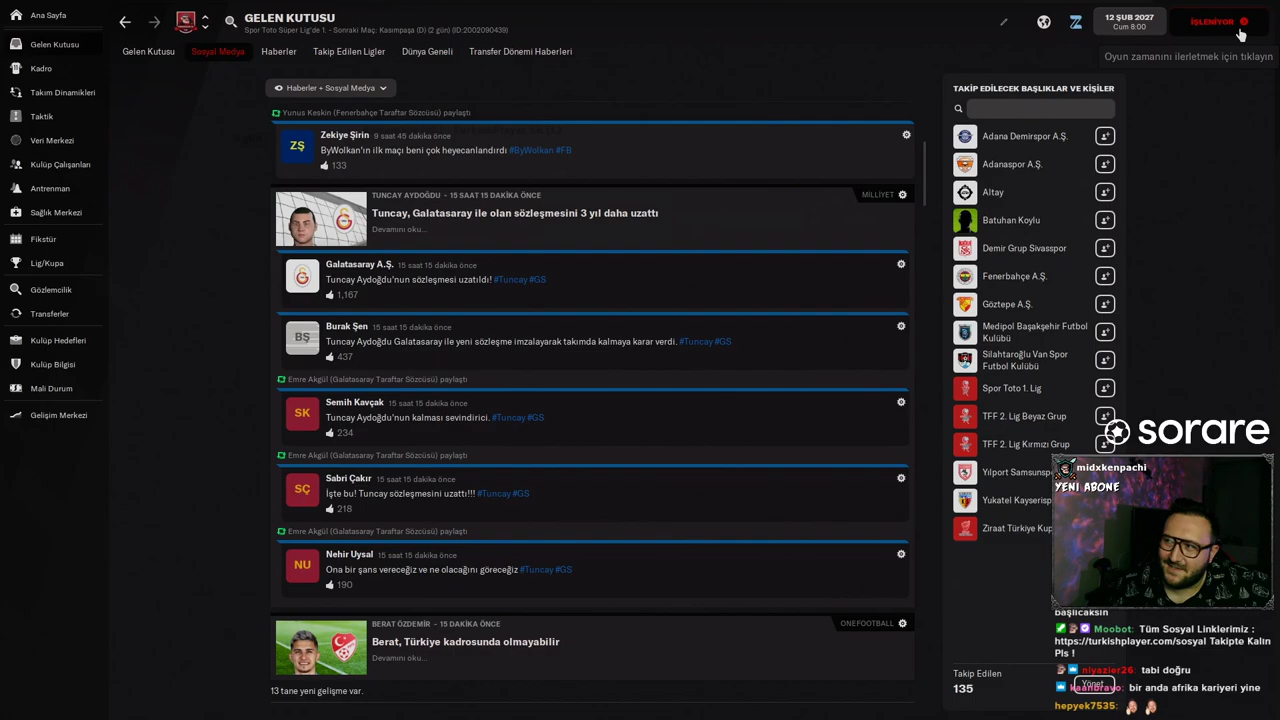 Ana Sayfa
Gelen Kutusu
Kadro
Takım Dinamikleri
Taktik
Veri Merkezi
Kulüp Çalışanları
Antrenman
Sağlık Merkezi
Fikstür
Lig/Kupa
Gözlemcilik
Transferler
Kulüp Hedefleri
Kulüp Bilgisi
Mali Durum
Gelişim Merkezi
GELEN KUTUSU
Spor Toto Süper Lig'de 1. - Sonraki Maç: Kasımpaşa (D) (2 gün) (ID:2002090439)
12 ŞUB 2027
Cum 8:00
İŞLENİYOR
Oyun zamanını ilerletmek için tıklayın
Gelen Kutusu
Sosyal Medya
Haberler
Takip Edilen Ligler
Dünya Geneli
Transfer Dönemi Haberleri
Haberler + Sosyal Medya
Yunus Keskin (Fenerbahçe Taraftar Sözcüsü) paylaştı
ZŞ
Zekiye Şirin 9 saat 45 dakika önce
ByWolkan'ın ilk maçı beni çok heyecanlandırdı #ByWolkan #FB
133
TUNCAY AYDOĞDU - 15 SAAT 15 DAKİKA ÖNCE
MİLLİYET
Tuncay, Galatasaray ile olan sözleşmesini 3 yıl daha uzattı
Devamını oku...
Galatasaray A.Ş. 15 saat 15 dakika önce
Tuncay Aydoğdu'nun sözleşmesi uzatıldı! #Tuncay #GS
1,167
BŞ
Burak Şen 15 saat 15 dakika önce
Tuncay Aydoğdu Galatasaray ile yeni sözleşme imzalayarak takımda kalmaya karar verdi. #Tuncay #GS
437
Emre Akgül (Galatasaray Taraftar Sözcüsü) paylaştı
SK
Semih Kavçak 15 saat 15 dakika önce
Tuncay Aydoğdu'nun kalması sevindirici. #Tuncay #GS
234
Emre Akgül (Galatasaray Taraftar Sözcüsü) paylaştı
SÇ
Sabri Çakır 15 saat 15 dakika önce
İşte bu! Tuncay sözleşmesini uzattı!!! #Tuncay #GS
218
Emre Akgül (Galatasaray Taraftar Sözcüsü) paylaştı
NU
Nehir Uysal 15 saat 15 dakika önce
Ona bir şans vereceğiz ve ne olacağını göreceğiz #Tuncay #GS
190
BERAT ÖZDEMİR - 15 DAKİKA ÖNCE
ONEFOOTBALL
Berat, Türkiye kadrosunda olmayabilir
Devamını oku...
13 tane yeni gelişme var.
TAKİP EDİLECEK BAŞLIKLAR VE KİŞİLER
Adana Demirspor A.Ş.
Adanaspor A.Ş.
Altay
Batuhan Koylu
Demir Grup Sivasspor
Fenerbahçe A.Ş.
Göztepe A.Ş.
Medipol Başakşehir Futbol
Kulübü
Silahtaroğlu Van Spor
Futbol Kulübü
Spor Toto 1. Lig
TFF 2. Lig Beyaz Grup
TFF 2. Lig Kırmızı Grup
Yılport Samsunsp
Yukatel Kayserisp
Ziraat Türkiye Kup
Takip Edilen
135
Yönet
sorare
midxkenpachi
YENİ ABONE
başlıcaksın
Moobot: Tüm Sosyal Linklerimiz :
https://turkishplayer.com/sosyal Takipte Kalın
Pls !
niyazier26: tabi doğru
kaanbravo: bir anda afrika kariyeri yine
hepyek7535: